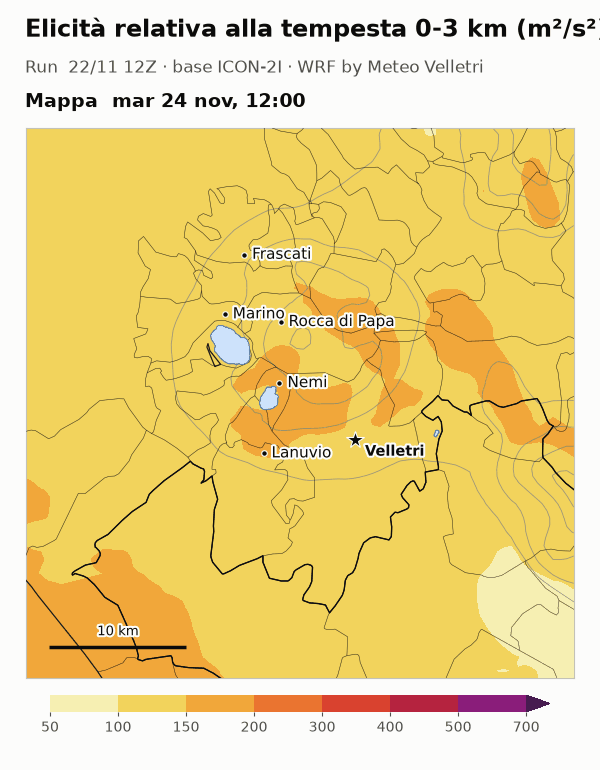 Elicità relativa alla tempesta 0-3 km (m²/s²)
Run 22/11 12Z · base ICON-2I · WRF by Meteo Velletri
Mappa mar 24 nov, 12:00
Frascati
Marino
Rocca di Papa
Nemi
Velletri
Lanuvio
10 km
50 100 150 200 300 400 500 700